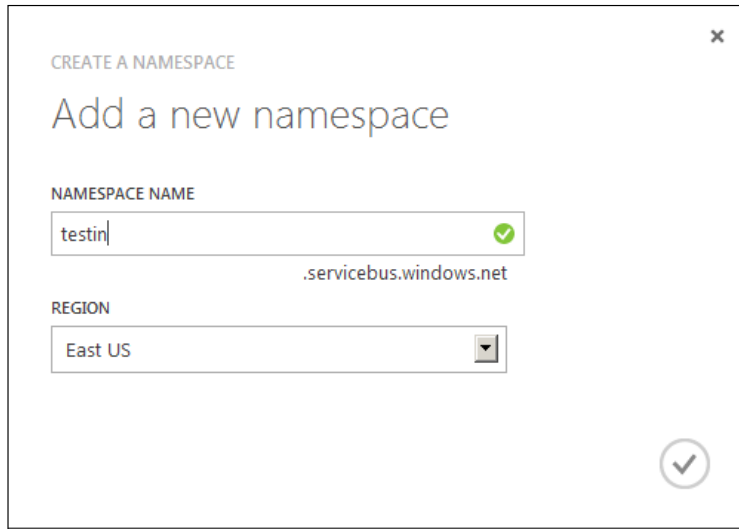 CREATE A NAMESPACE
Add a new namespace
NAMESPACE NAME
testin
.servicebus.windows.net
REGION
East US